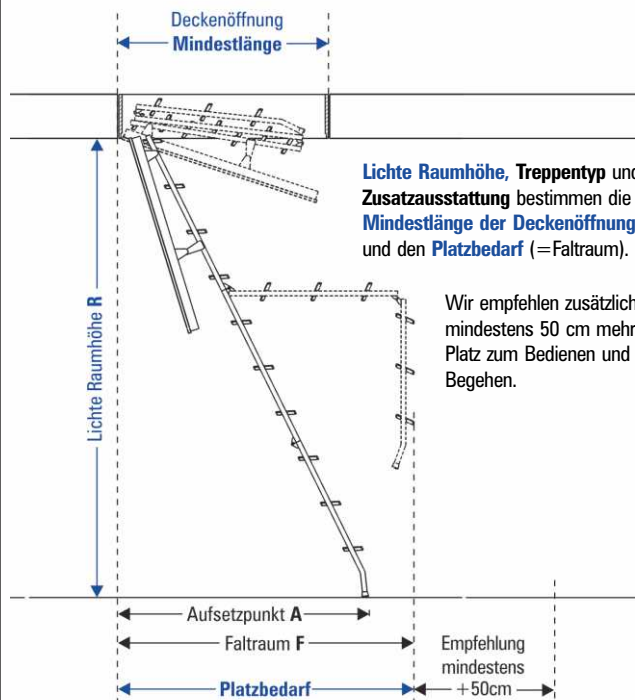 Deckenöffnung
Mindestlänge
Lichte Raumhöhe, Treppentyp und
Zusatzausstattung bestimmen die
Mindestlänge der Deckenöffnung
und den Platzbedarf (=Faltraum).
Wir empfehlen zusätzlich
mindestens 50 cm mehr
Platz zum Bedienen und
Begehen.
Lichte Raumhöhe R
Aufsetzpunkt A
Faltraum F
Platzbedarf
Empfehlung
mindestens
+50cm